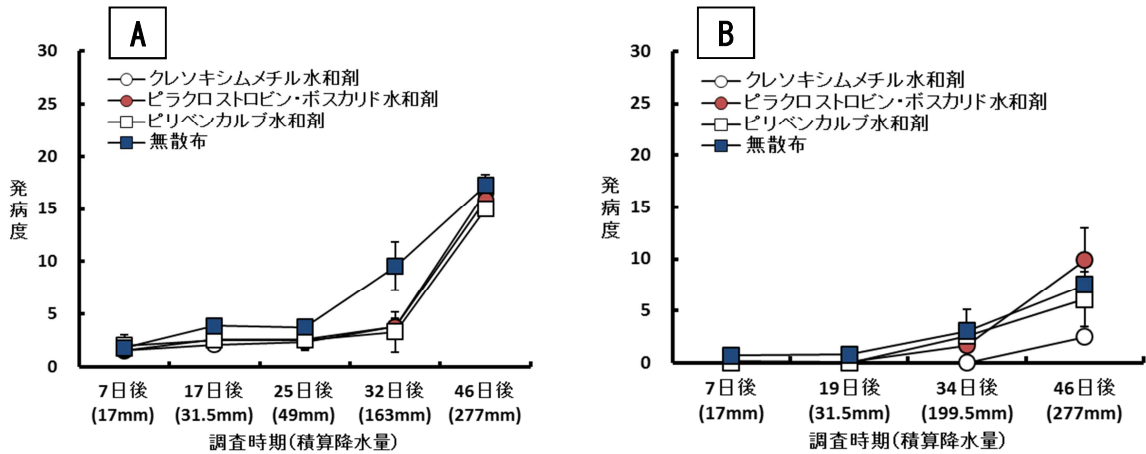 A
30
25
20
15
10
5
0
発病度
クレソキシムメチル水和剤
ピラクロストロビン・ボスカリド水和剤
ピリベンカルブ水和剤
無散布
7日後 17日後 25日後 32日後 46日後
(17mm) (31.5mm) (49mm) (163mm) (277mm)
調査時期(積算降水量)
B
30
25
20
15
10
5
0
発病度
クレソキシムメチル水和剤
ピラクロストロビン・ボスカリド水和剤
ピリベンカルブ水和剤
無散布
7日後 19日後 34日後 46日後
(17mm) (31.5mm) (199.5mm) (277mm)
調査時期(積算降水量)